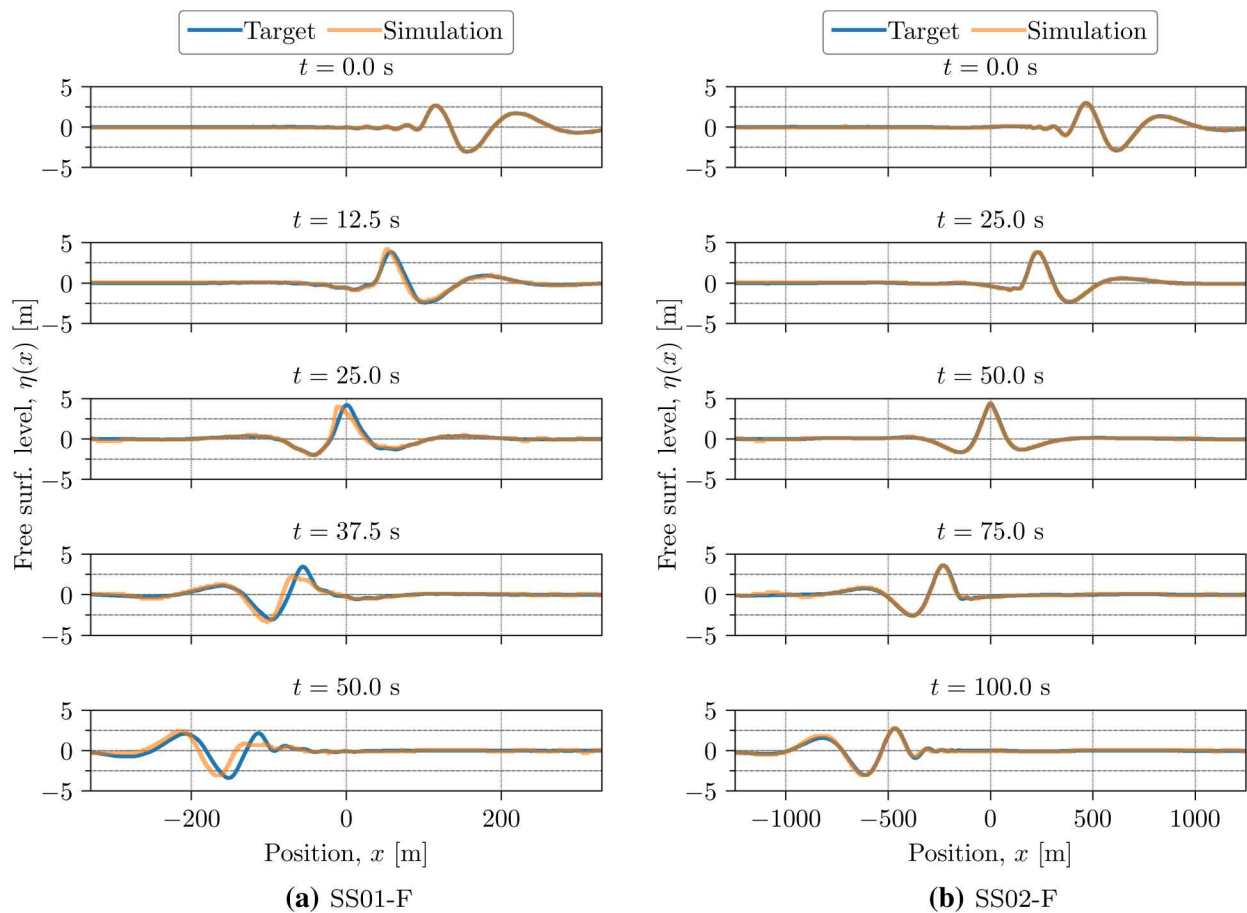 Target Simulation
t = 0.0 s
5
0
−5
t = 12.5 s
5
0
−5
t = 25.0 s
5
0
−5
t = 37.5 s
5
0
−5
t = 50.0 s
5
0
−5
Free surf. level, η(x) [m]
−200 0 200
Position, x [m]
(a) SS01-F
Target Simulation
t = 0.0 s
5
0
−5
t = 25.0 s
5
0
−5
t = 50.0 s
5
0
−5
t = 75.0 s
5
0
−5
t = 100.0 s
5
0
−5
Free surf. level, η(x) [m]
−1000 −500 0 500 1000
Position, x [m]
(b) SS02-F